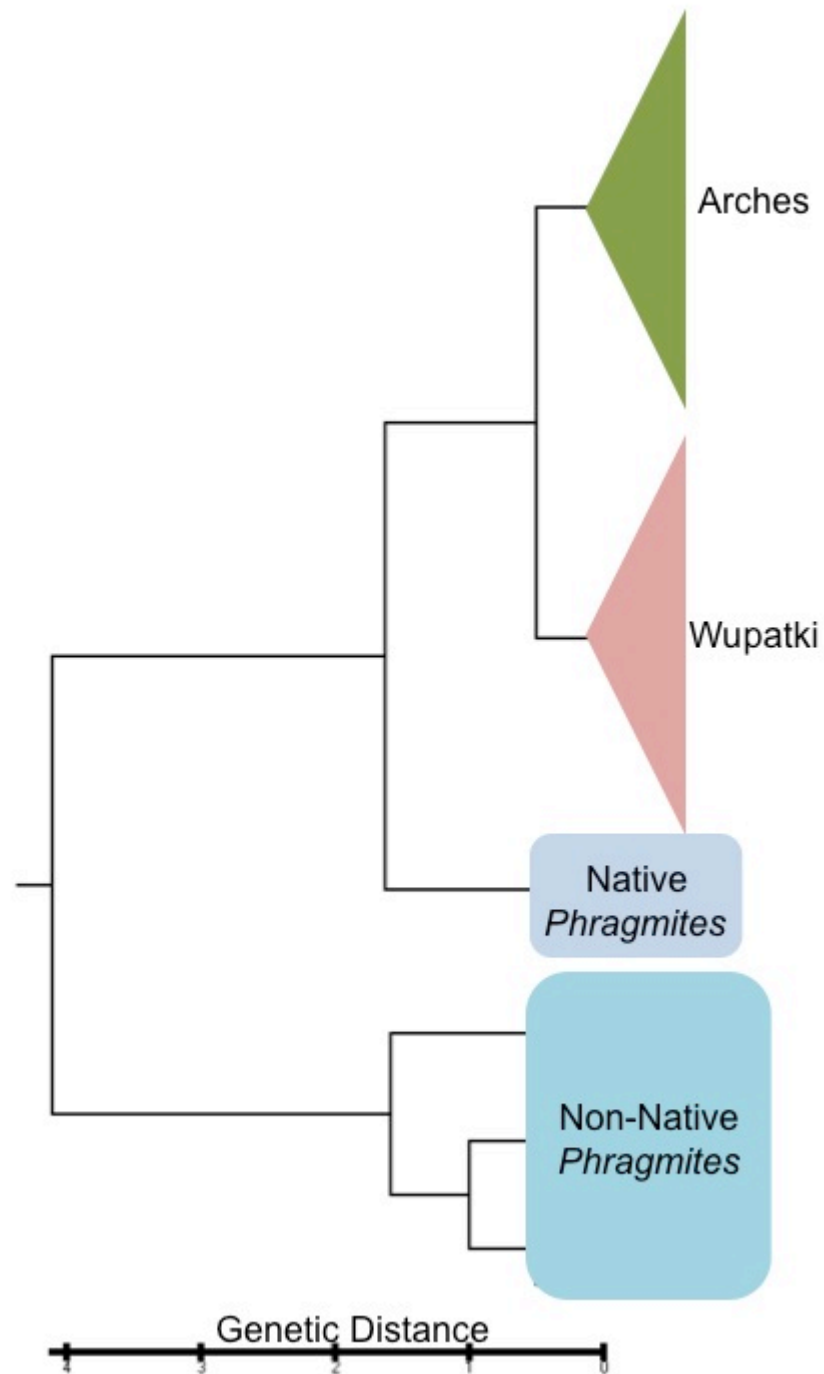 Arches
Wupatki
Native
Phragmites
Non-Native
Phragmites
Genetic Distance
4 3 2 1 0